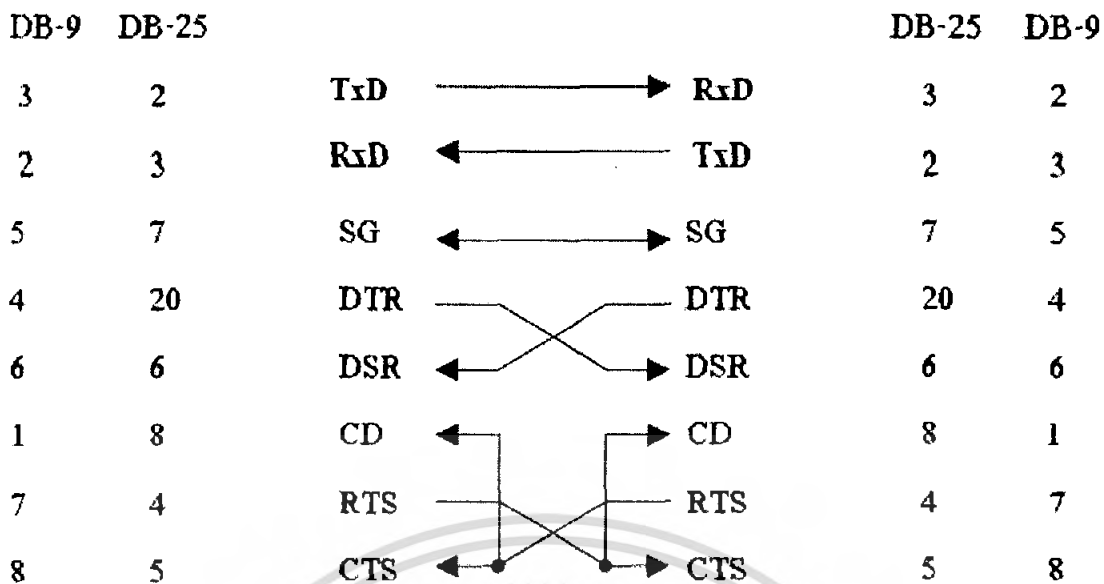 DB-9 DB-25 DB-25 DB-9
3 2 TxD RxD 3 2
2 3 RxD TxD 2 3
5 7 SG SG 7 5
4 20 DTR DTR 20 4
6 6 DSR DSR 6 6
1 8 CD CD 8 1
7 4 RTS RTS 4 7
8 5 CTS CTS 5 8